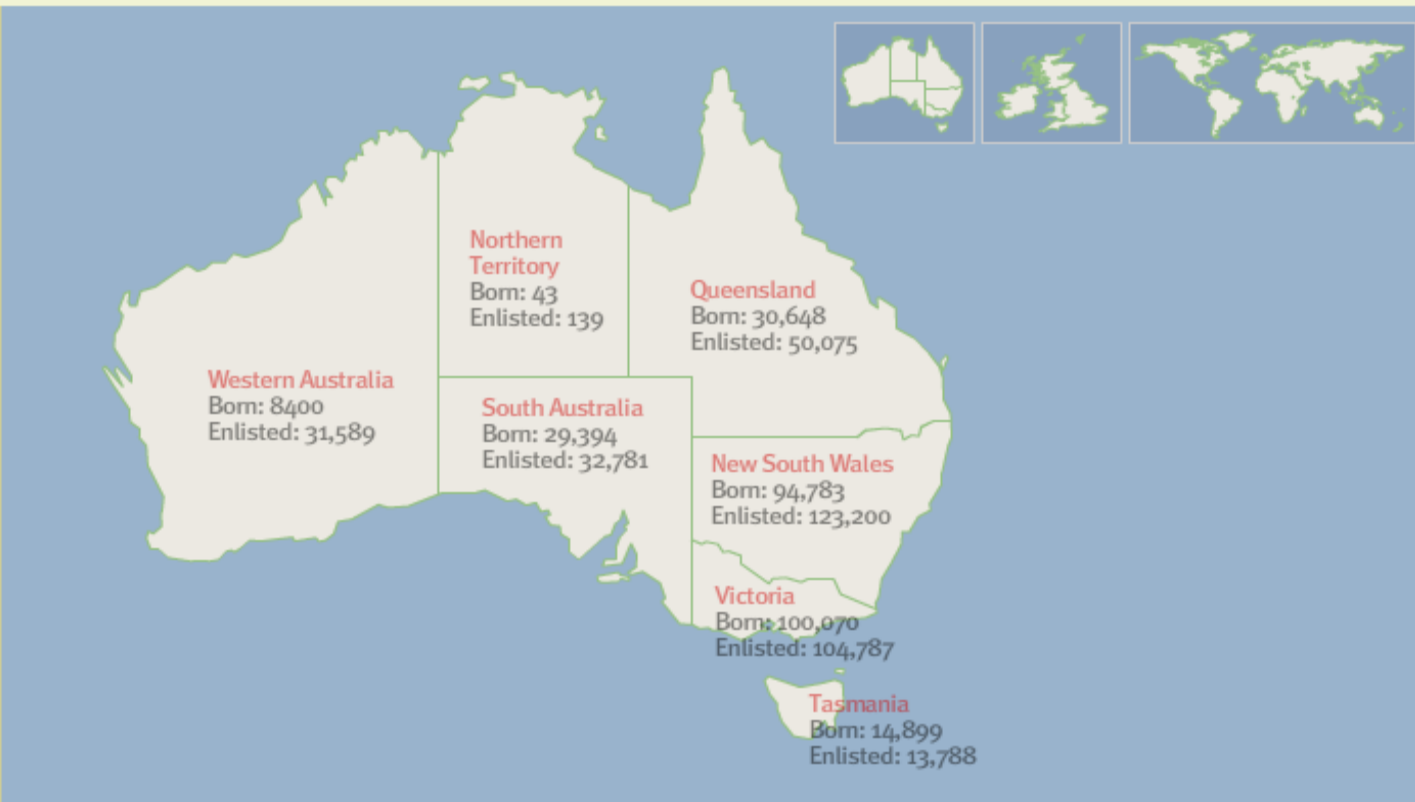 Northern
Territory
Born: 43
Enlisted: 139
Queensland
Born: 30,648
Enlisted: 50,075
Western Australia
Born: 8400
Enlisted: 31,589
South Australia
Born: 29,394
Enlisted: 32,781
New South Wales
Born: 94,783
Enlisted: 123,200
Victoria
Born: 100,070
Enlisted: 104,787
Tasmania
Born: 14,899
Enlisted: 13,788